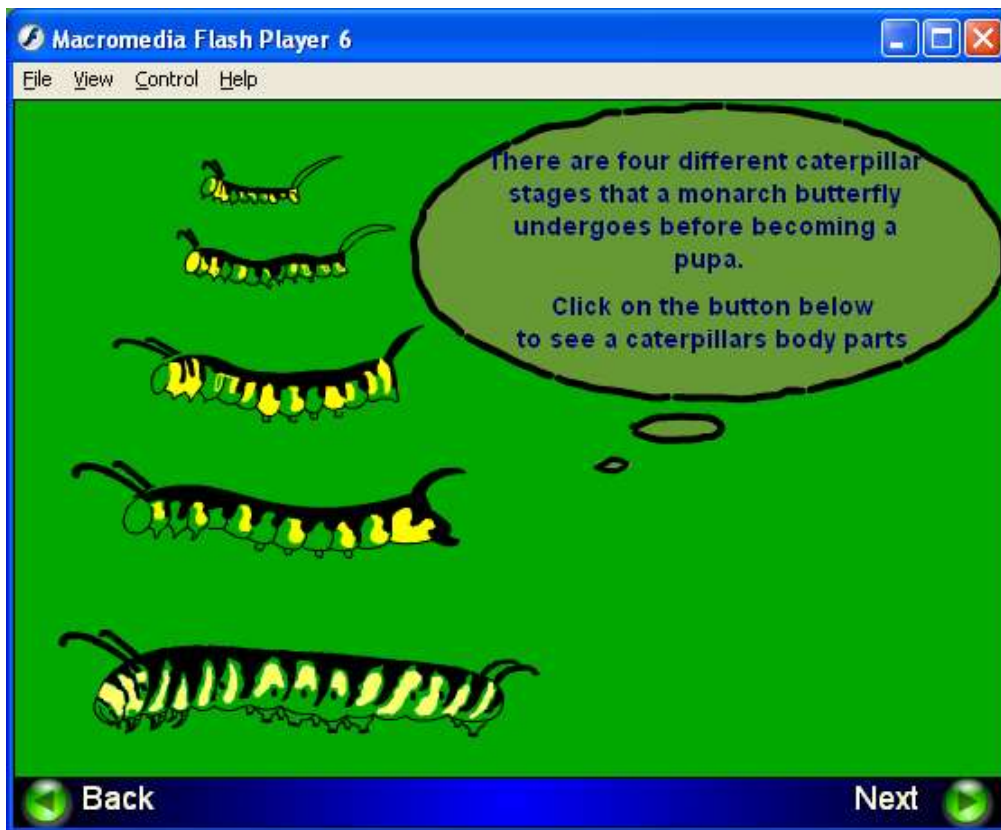 Macromedia Flash Player 6
File View Control Help
There are four different caterpillar
stages that a monarch butterfly
undergoes before becoming a
pupa.
Click on the button below
to see a caterpillars body parts
Back Next